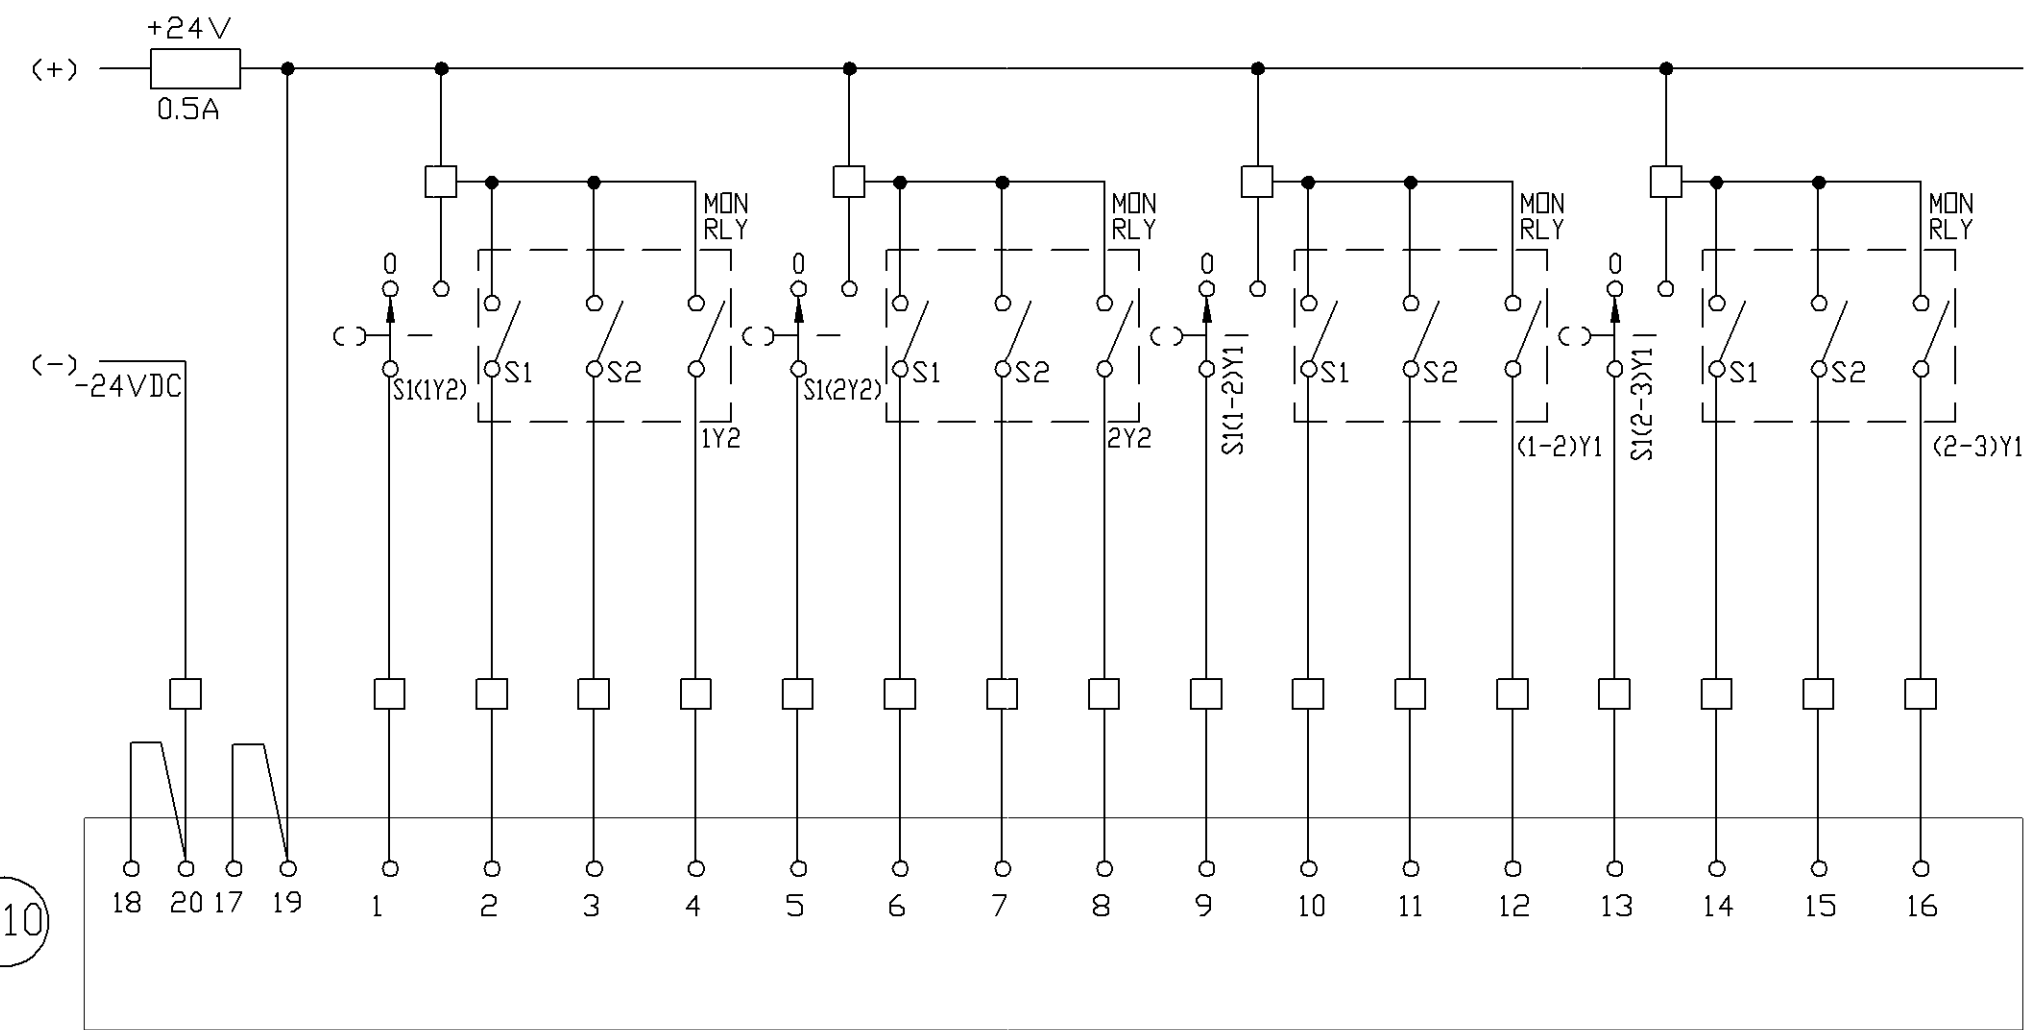 +24V
(+)
0.5A
MON
RLY
MON
RLY
MON
RLY
MON
RLY
0
0
0
0
(-)
-24VDC
S1(1Y2)
S1
S2
1Y2
S1(2Y2)
S1
S2
2Y2
S1(1-2)Y1
S1
S2
(1-2)Y1
S1(2-3)Y1
S1
S2
(2-3)Y1
18 20 17 19 1 2 3 4 5 6 7 8 9 10 11 12 13 14 15 16
10